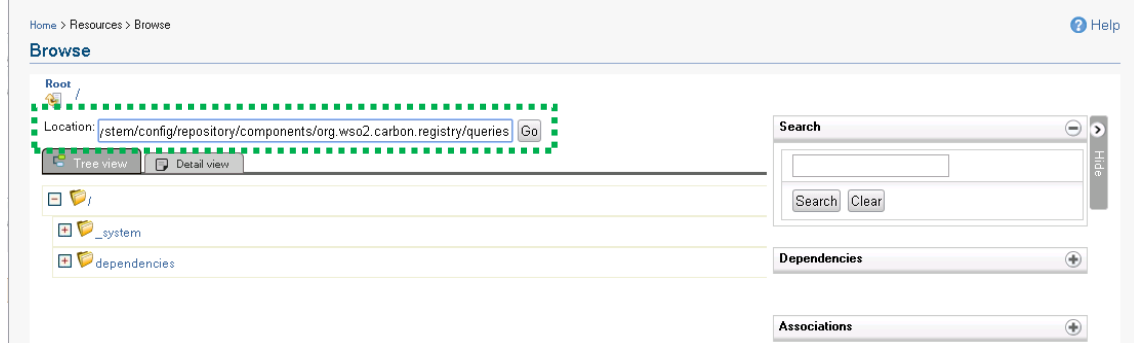 Home > Resources > Browse
Help
Browse
Root
/
Location: /stem/config/repository/components/org.wso2.carbon.registry/queries Go
Tree view Detail view
/
_system
dependencies
Search
Search Clear
Dependencies
Associations
Hide